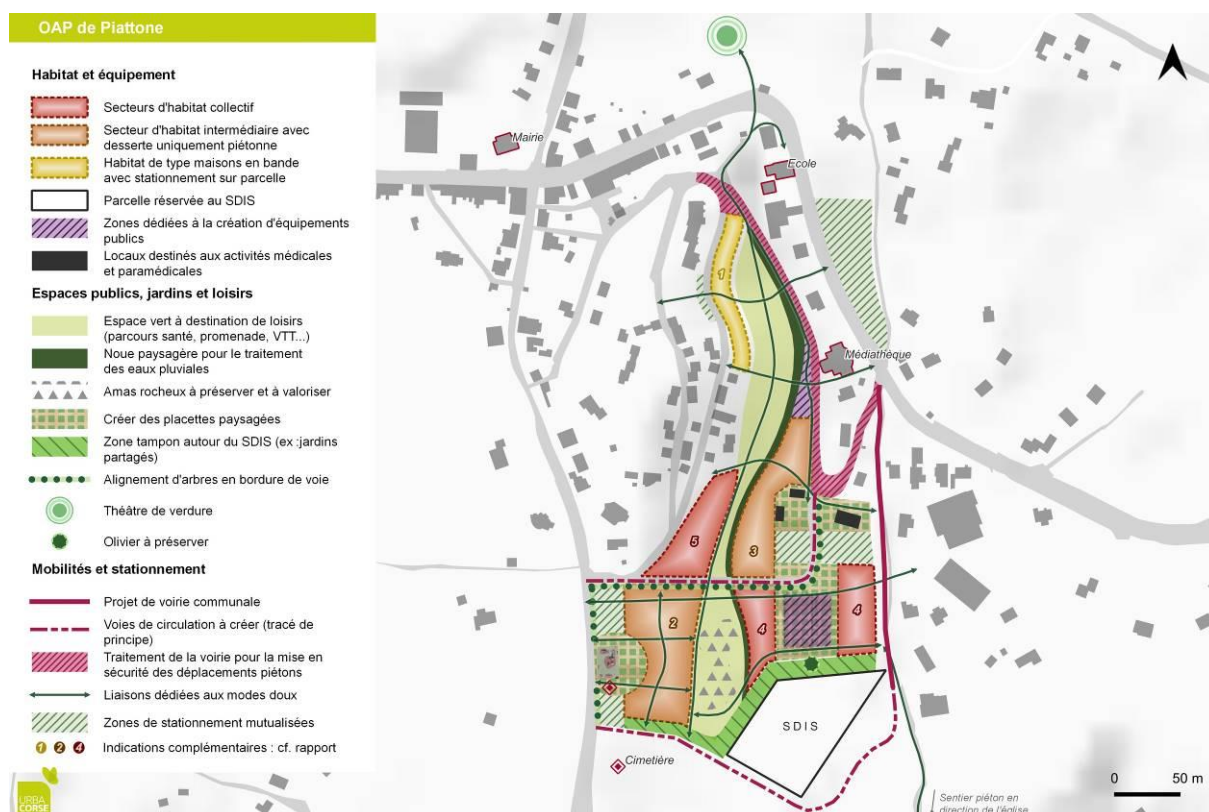 OAP de Piattone
Habitat et équipement
Secteurs d'habitat collectif
Secteur d'habitat intermédiaire avec
desserte uniquement piétonne
Habitat de type maisons en bande
avec stationnement sur parcelle
Parcelle réservée au SDIS
Zones dédiées à la création d'équipements
publics
Locaux destinés aux activités médicales
et paramédicales
Espaces publics, jardins et loisirs
Espace vert à destination de loisirs
(parcours santé, promenade, VTT...)
Noue paysagère pour le traitement
des eaux pluviales
Amas rocheux à préserver et à valoriser
Créer des placettes paysagées
Zone tampon autour du SDIS (ex :jardins
partagés)
Alignement d'arbres en bordure de voie
Théâtre de verdure
Olivier à préserver
Mobilités et stationnement
Projet de voirie communale
Voies de circulation à créer (tracé de
principe)
Traitement de la voirie pour la mise en
sécurité des déplacements piétons
Liaisons dédiées aux modes doux
Zones de stationnement mutualisées
1 2 4 Indications complémentaires : cf. rapport
URBA
CORSE
Mairie
Ecole
1
Médiathèque
5
3
2
4
4
SDIS
Cimetière
0 50 m
Sentier piéton en
direction de l'église